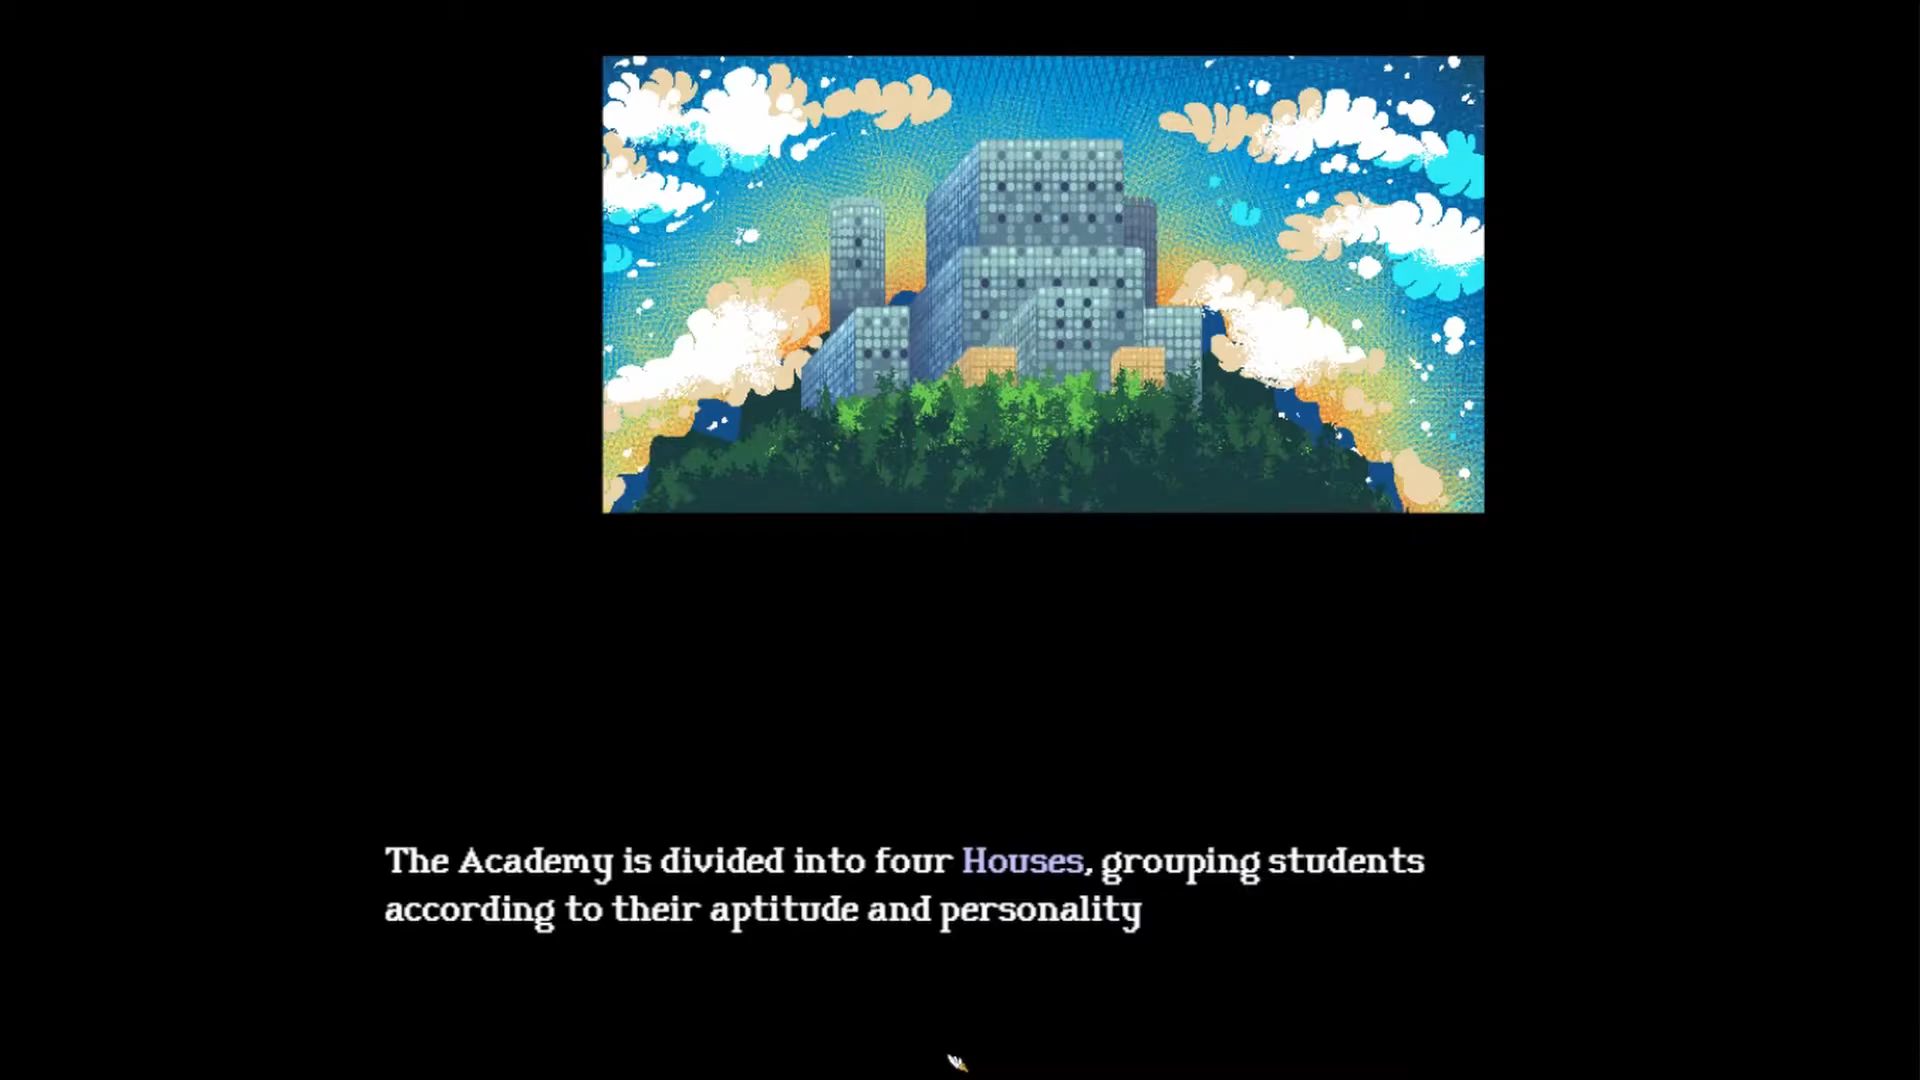 The Academy is divided into four Houses, grouping students
according to their aptitude and personality